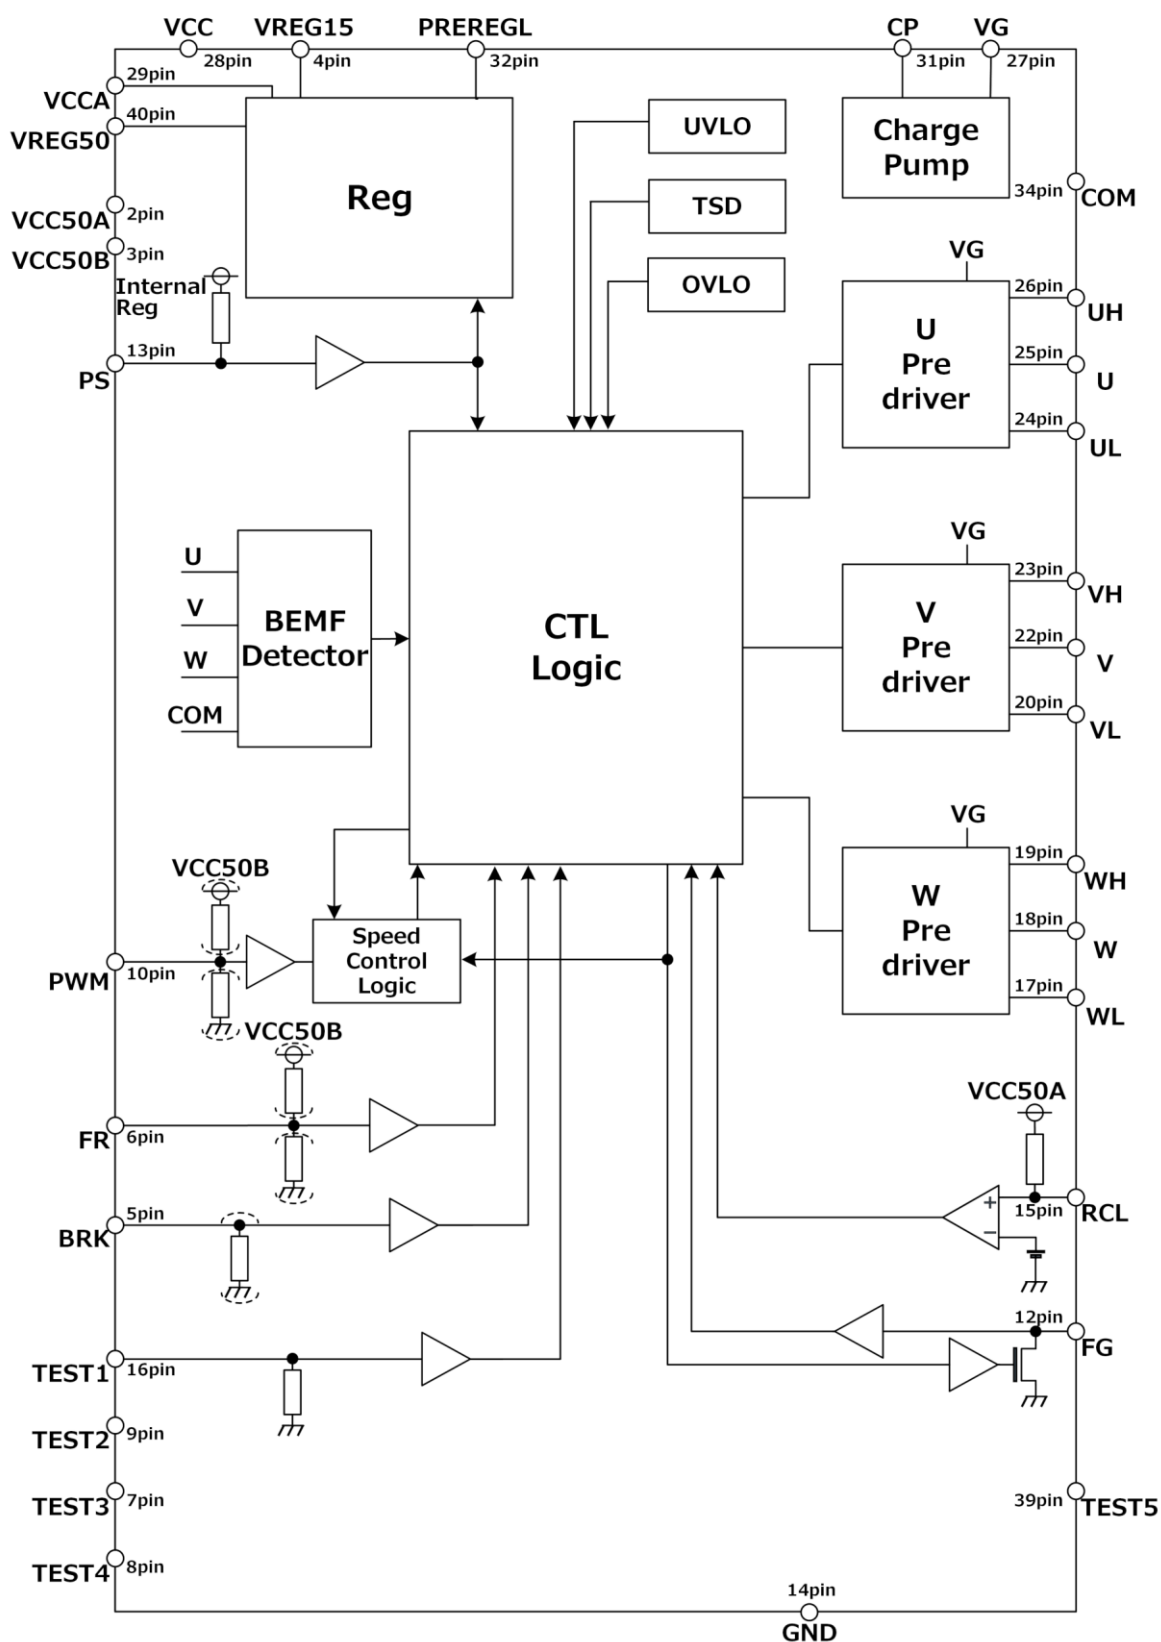 VCC
VREG15
PREREGL
CP
VG
28pin
4pin
32pin
31pin
27pin
29pin
VCCA
40pin
VREG50
Reg
UVLO
TSD
OVLO
Charge
Pump
34pin
COM
2pin
VCC50A
3pin
VCC50B
Internal
Reg
13pin
PS
VG
U
Pre
driver
26pin
UH
25pin
U
24pin
UL
U
V
W
COM
BEMF
Detector
CTL
Logic
VG
V
Pre
driver
23pin
VH
22pin
V
20pin
VL
VG
W
Pre
driver
19pin
WH
18pin
W
17pin
WL
VCC50B
PWM
10pin
Speed
Control
Logic
VCC50B
FR
6pin
5pin
BRK
VCC50A
+
−
15pin
RCL
12pin
FG
TEST1
16pin
TEST2
9pin
TEST3
7pin
39pin
TEST5
TEST4
8pin
14pin
GND